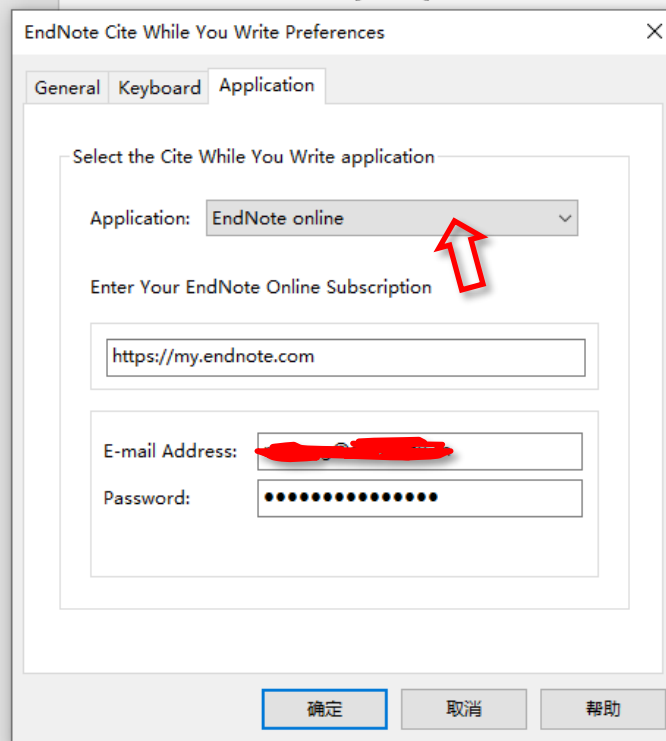 EndNote Cite While You Write Preferences
General Keyboard Application
Select the Cite While You Write application
Application: EndNote online
Enter Your EndNote Online Subscription
https://my.endnote.com
E-mail Address:
Password: ●●●●●●●●●●●●●●●
确定 取消 帮助